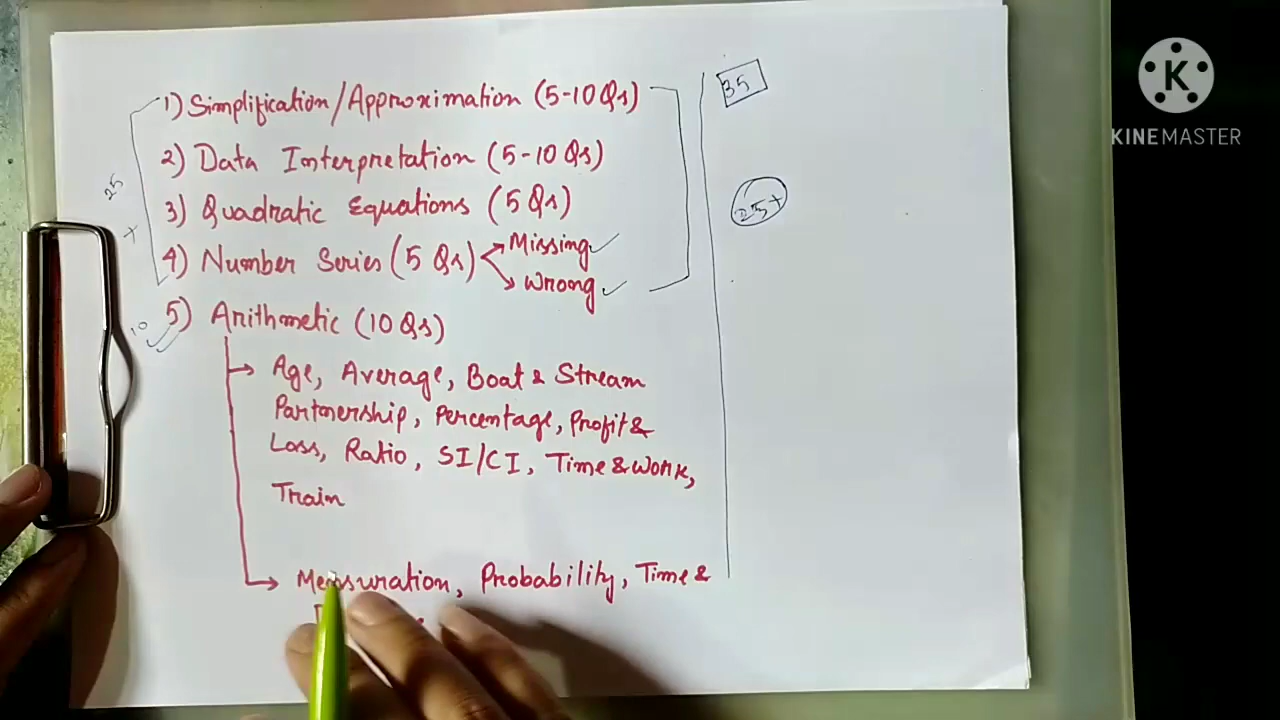 1) Simplification/Approximation (5-10 Qs)
2) Data Interpretation (5-10 Qs)
3) Quadratic Equations (5 Qs)
4) Number Series (5 Qs) Missing
Wrong
5) Arithmetic (10 Qs)
Age, Average, Boat & Stream
Partnership, Percentage, Profit &
Loss, Ratio, SI/CI, Time & Work,
Train
Mensuration, Probability, Time &
25
+
10
35
25+
K
KINEMASTER